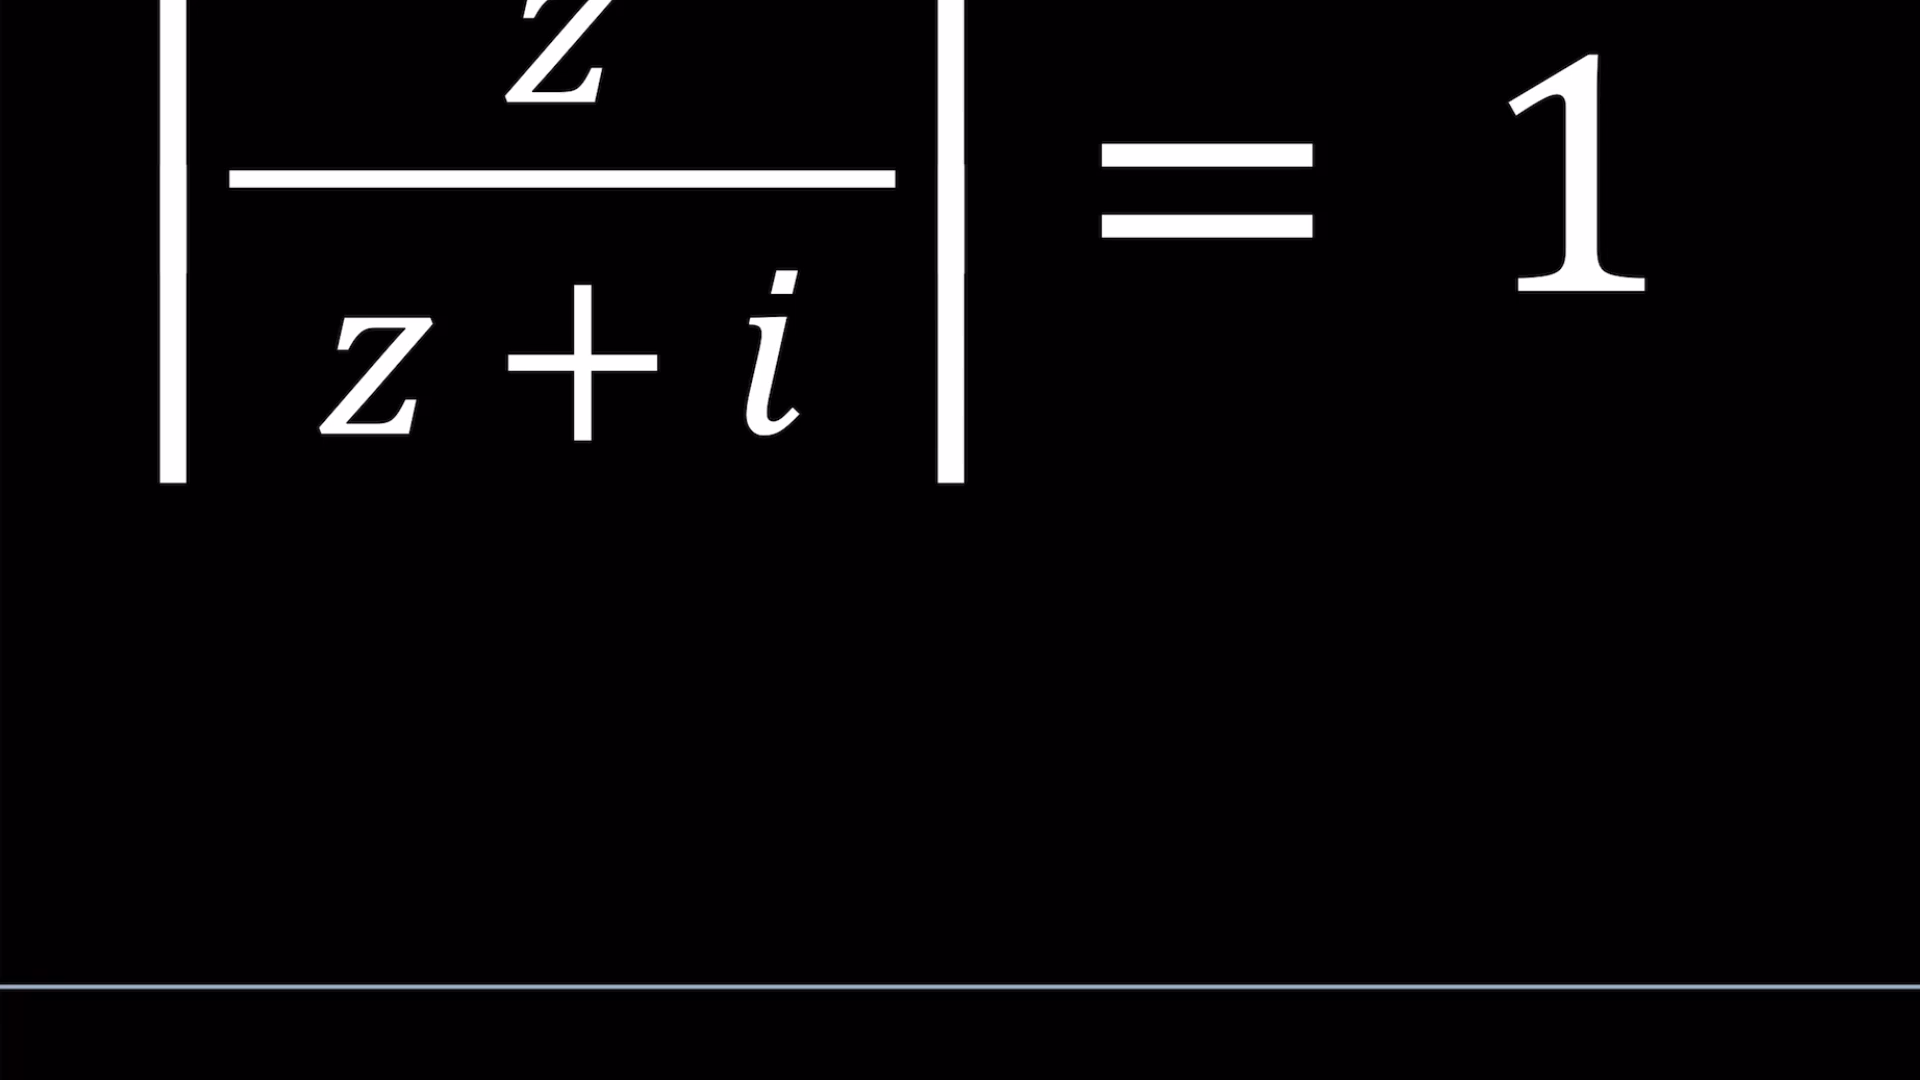 | z / (z + i) | = 1